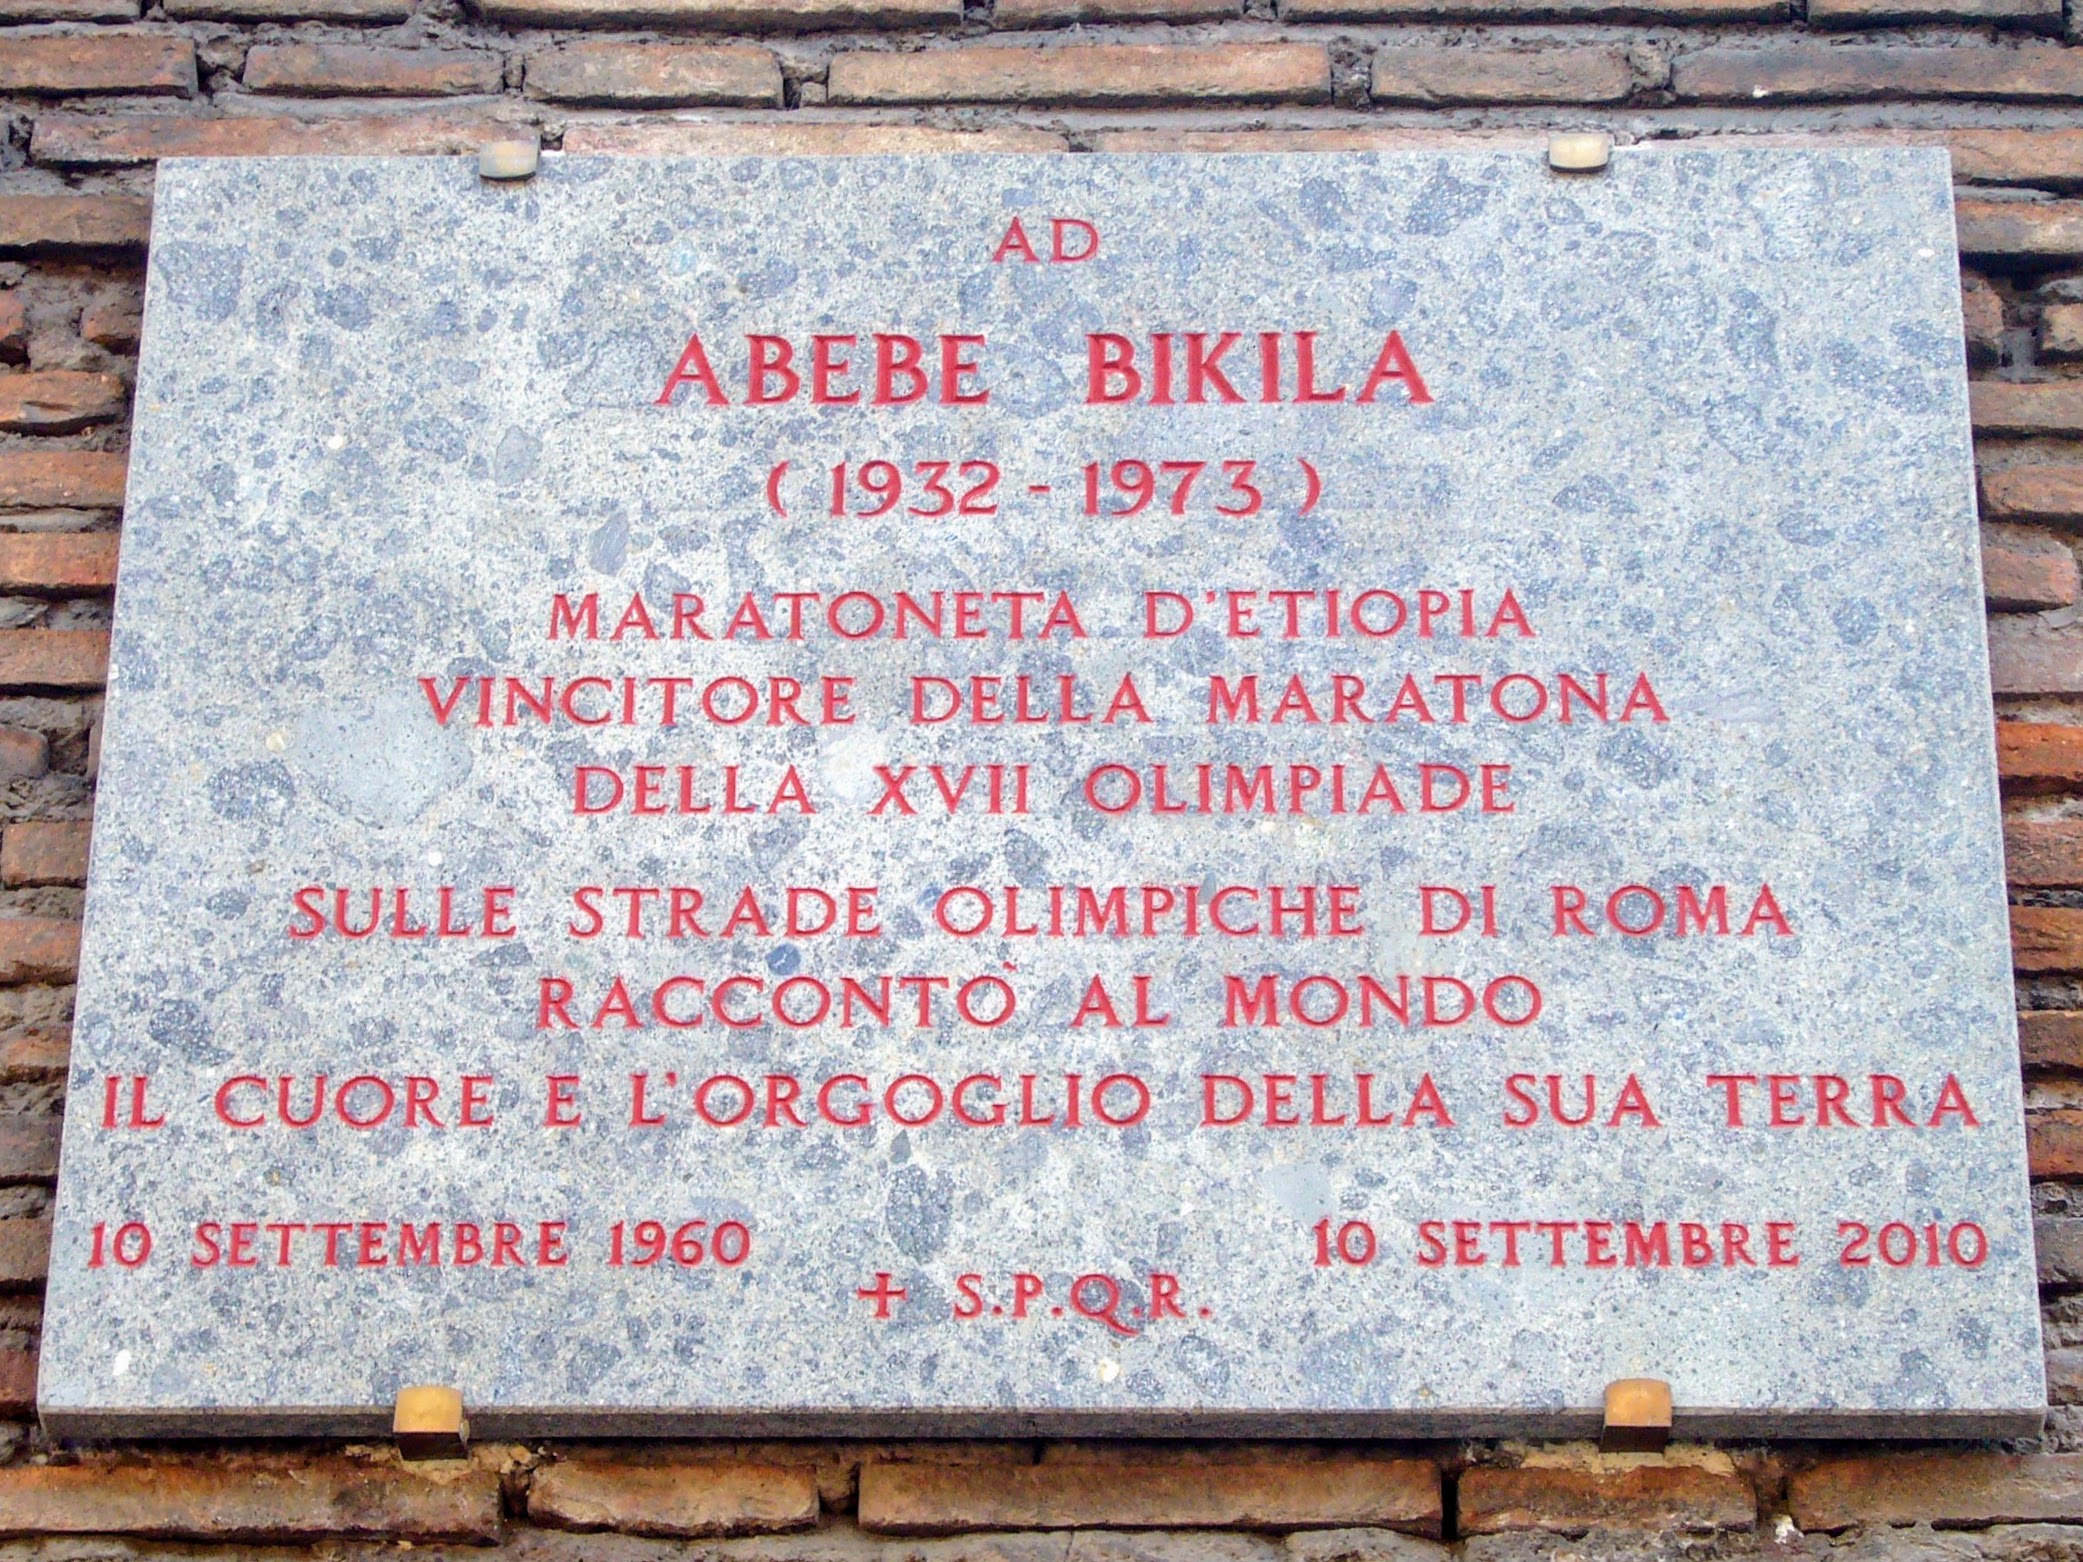 AD
ABEBE BIKILA
( 1932 - 1973 )
MARATONETA D'ETIOPIA
VINCITORE DELLA MARATONA
DELLA XVII OLIMPIADE
SULLE STRADE OLIMPICHE DI ROMA
RACCONTÒ AL MONDO
IL CUORE E L'ORGOGLIO DELLA SUA TERRA
10 SETTEMBRE 1960 10 SETTEMBRE 2010
+ S.P.Q.R.